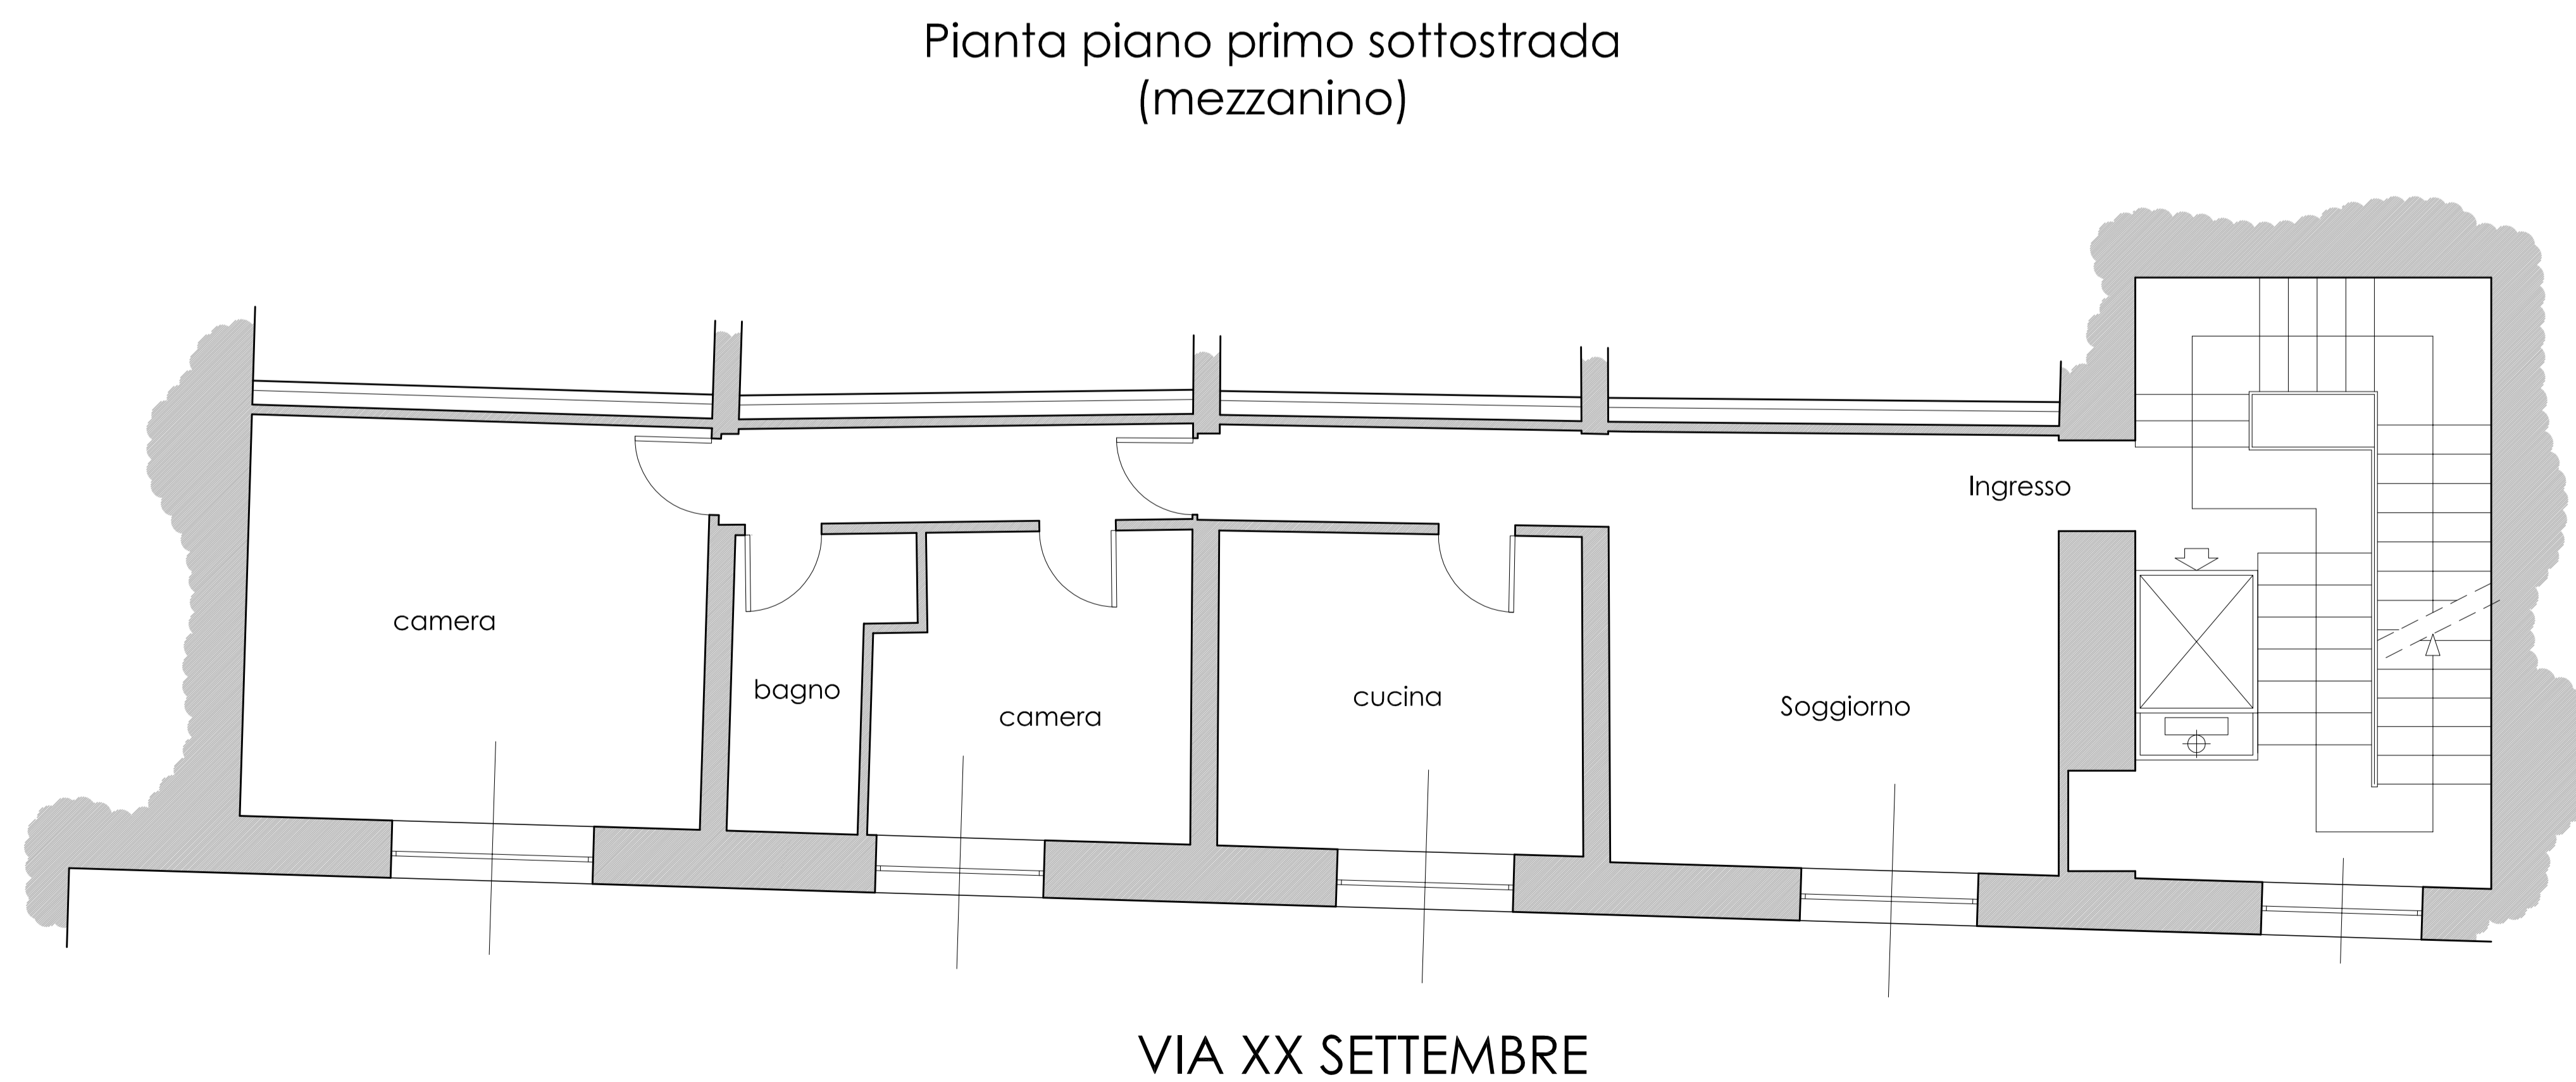 Pianta piano primo sottostrada
(mezzanino)
Ingresso
camera
bagno
camera
cucina
Soggiorno
VIA XX SETTEMBRE